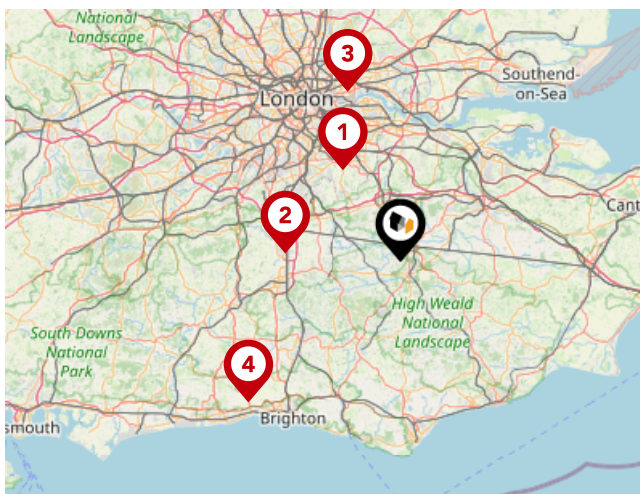 National
Landscape
3
Southend-
on-Sea
London
1
2
Cant
High Weald
National
Landscape
South Downs
National
Park
4
Brighton
smouth